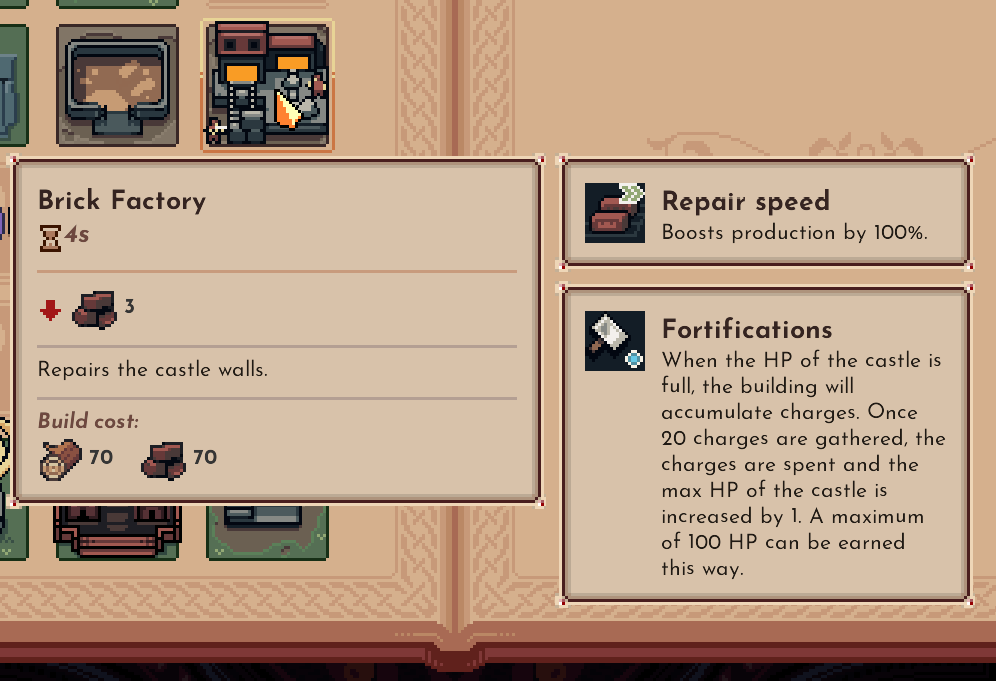 Brick Factory
4s
3
Repairs the castle walls.
Build cost:
70 70
Repair speed
Boosts production by 100%.
Fortifications
When the HP of the castle is
full, the building will
accumulate charges. Once
20 charges are gathered, the
charges are spent and the
max HP of the castle is
increased by 1. A maximum
of 100 HP can be earned
this way.